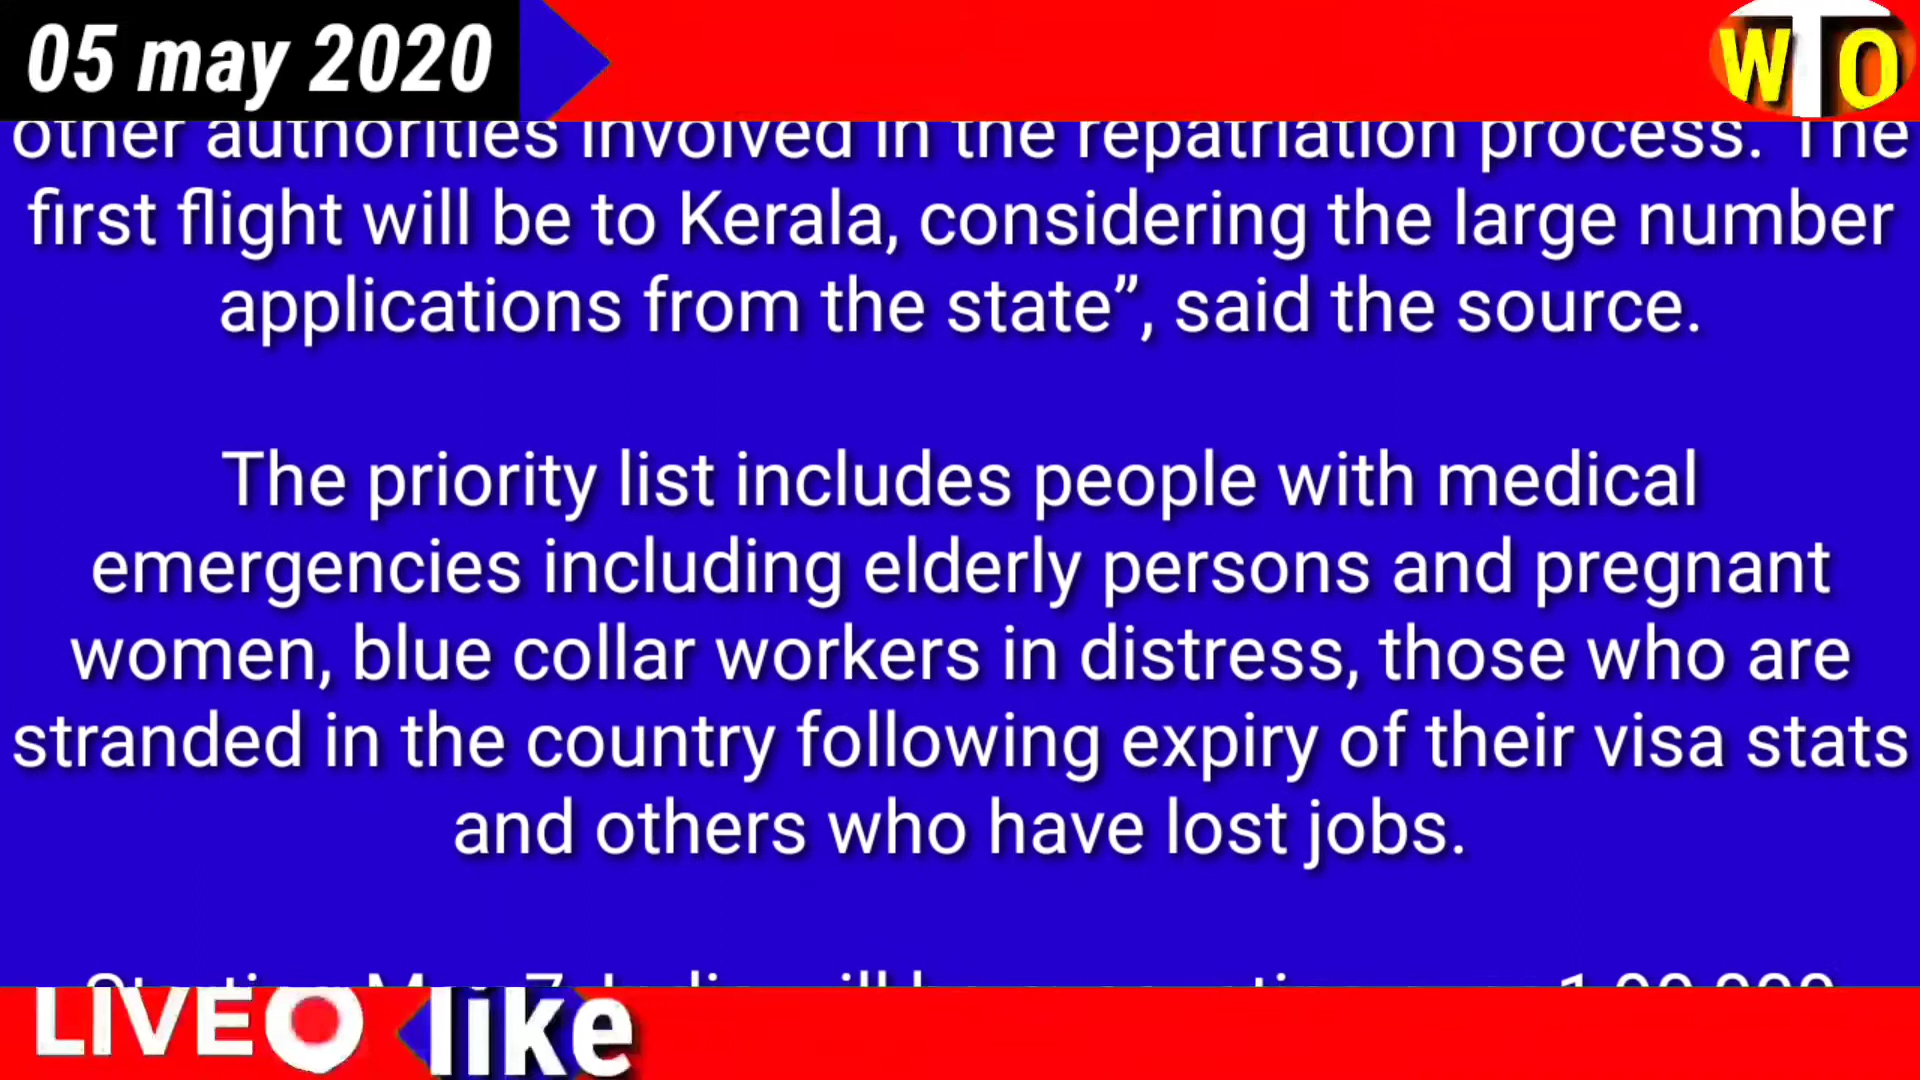 05 may 2020
WTO
other authorities involved in the repatriation process. The
first flight will be to Kerala, considering the large number
applications from the state”, said the source.
The priority list includes people with medical
emergencies including elderly persons and pregnant
women, blue collar workers in distress, those who are
stranded in the country following expiry of their visa stats
and others who have lost jobs.
LIVE
like